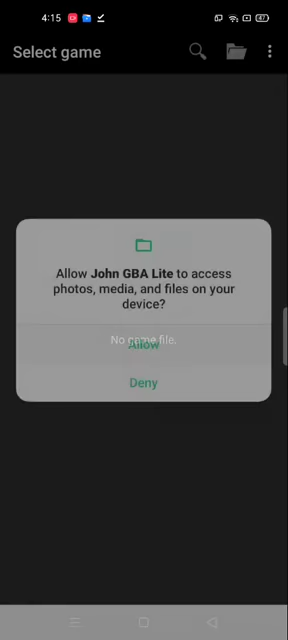 4:15
47
Select game
Allow John GBA Lite to access
photos, media, and files on your
device?
No game file.
Allow
Deny